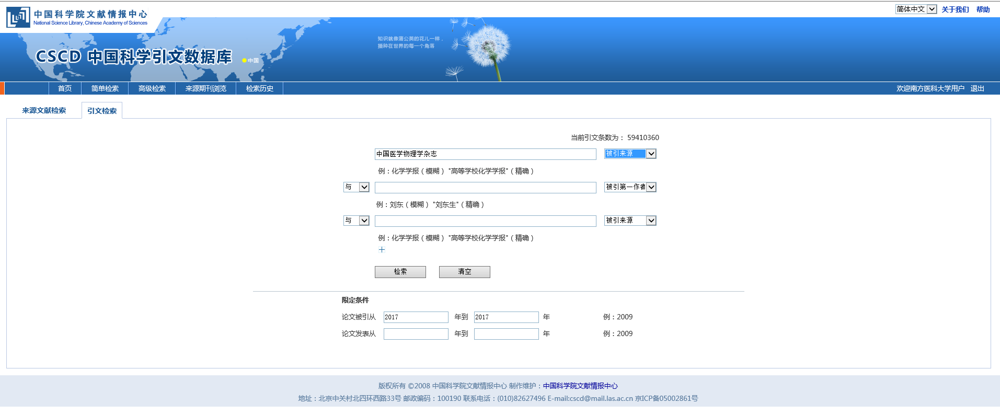 中国科学院文献情报中心
National Science Library, Chinese Academy of Sciences
简体中文 关于我们 帮助
知识就像蒲公英的花儿一样，
播种在世界的每一个角落
CSCD 中国科学引文数据库
中国
首页 简单检索 高级检索 来源期刊浏览 检索历史 欢迎南方医科大学用户 退出
来源文献检索 引文检索
当前引文条数为： 59410360
中国医学物理学杂志 被引来源
例：化学学报（模糊） "高等学校化学学报"（精确）
与 被引第一作者
例：刘东（模糊） "刘东生"（精确）
与 被引来源
例：化学学报（模糊） "高等学校化学学报"（精确）
检索 清空
限定条件
论文被引从 2017 年到 2017 年 例：2009
论文发表从 年到 年 例：2009
版权所有 ©2008 中国科学院文献情报中心 制作维护：中国科学院文献情报中心
地址：北京中关村北四环西路33号 邮政编码：100190 联系电话：(010)82627496 E-mail:cscd@mail.las.ac.cn 京ICP备05002861号